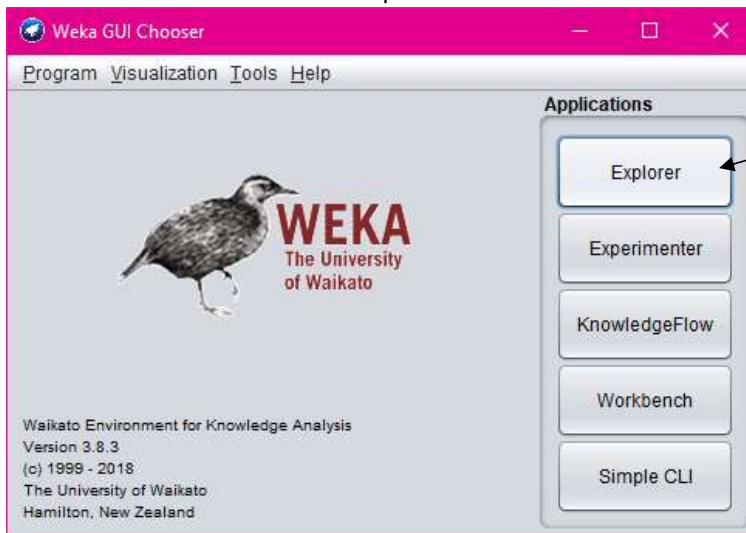 Weka GUI Chooser
Program Visualization Tools Help
Applications
Explorer
Experimenter
KnowledgeFlow
Workbench
Simple CLI
WEKA
The University
of Waikato
Waikato Environment for Knowledge Analysis
Version 3.8.3
(c) 1999 - 2018
The University of Waikato
Hamilton, New Zealand